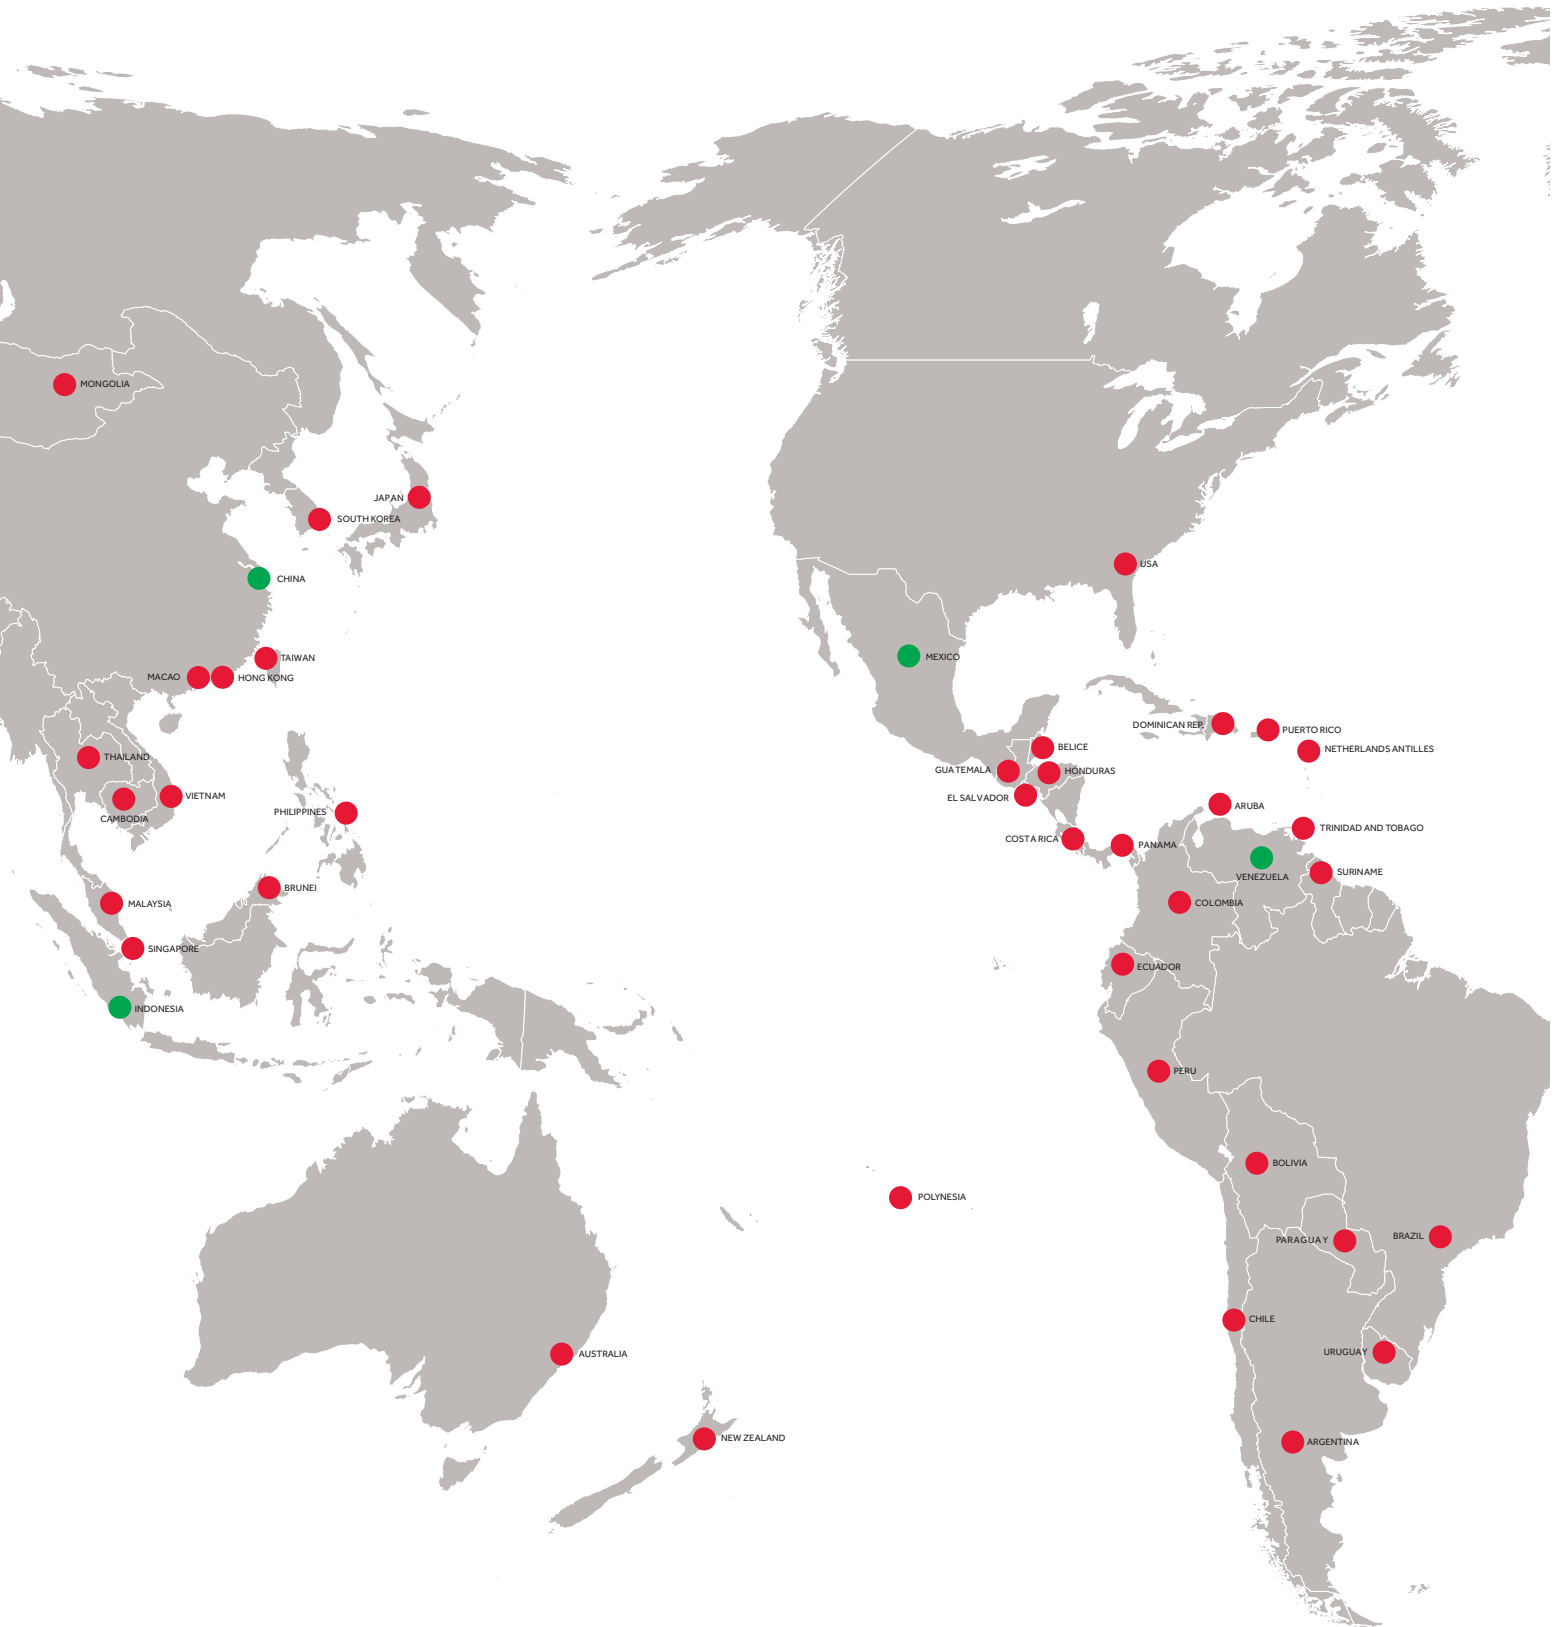 MONGOLIA
JAPAN
SOUTH KOREA
USA
CHINA
MEXICO
TAIWAN
MACAO
HONG KONG
DOMINICAN REP.
PUERTO RICO
BELICE
NETHERLANDS ANTILLES
THAILAND
GUATEMALA
HONDURAS
VIETNAM
EL SALVADOR
ARUBA
PHILIPPINES
CAMBODIA
TRINIDAD AND TOBAGO
COSTA RICA
PANAMA
SURINAME
VENEZUELA
BRUNEI
MALAYSIA
COLOMBIA
SINGAPORE
ECUADOR
INDONESIA
PERU
BOLIVIA
POLYNESIA
BRAZIL
PARAGUAY
CHILE
URUGUAY
AUSTRALIA
NEW ZEALAND
ARGENTINA